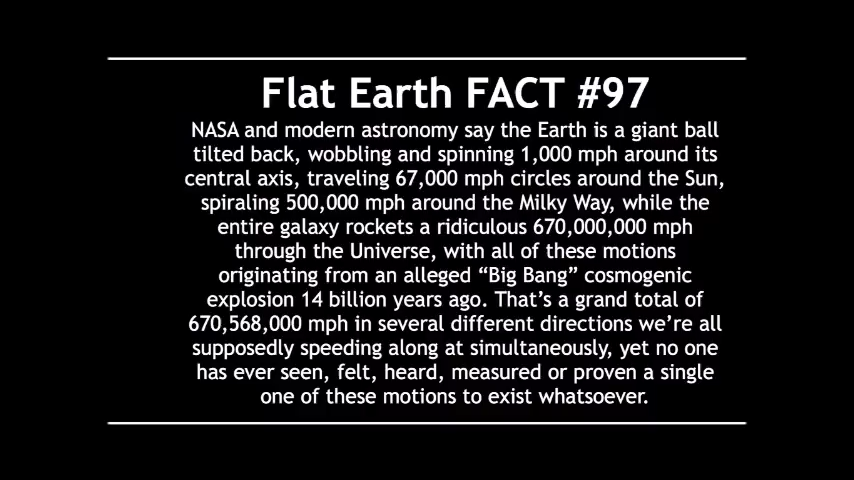 Flat Earth FACT #97
NASA and modern astronomy say the Earth is a giant ball
tilted back, wobbling and spinning 1,000 mph around its
central axis, traveling 67,000 mph circles around the Sun,
spiraling 500,000 mph around the Milky Way, while the
entire galaxy rockets a ridiculous 670,000,000 mph
through the Universe, with all of these motions
originating from an alleged “Big Bang” cosmogenic
explosion 14 billion years ago. That’s a grand total of
670,568,000 mph in several different directions we’re all
supposedly speeding along at simultaneously, yet no one
has ever seen, felt, heard, measured or proven a single
one of these motions to exist whatsoever.